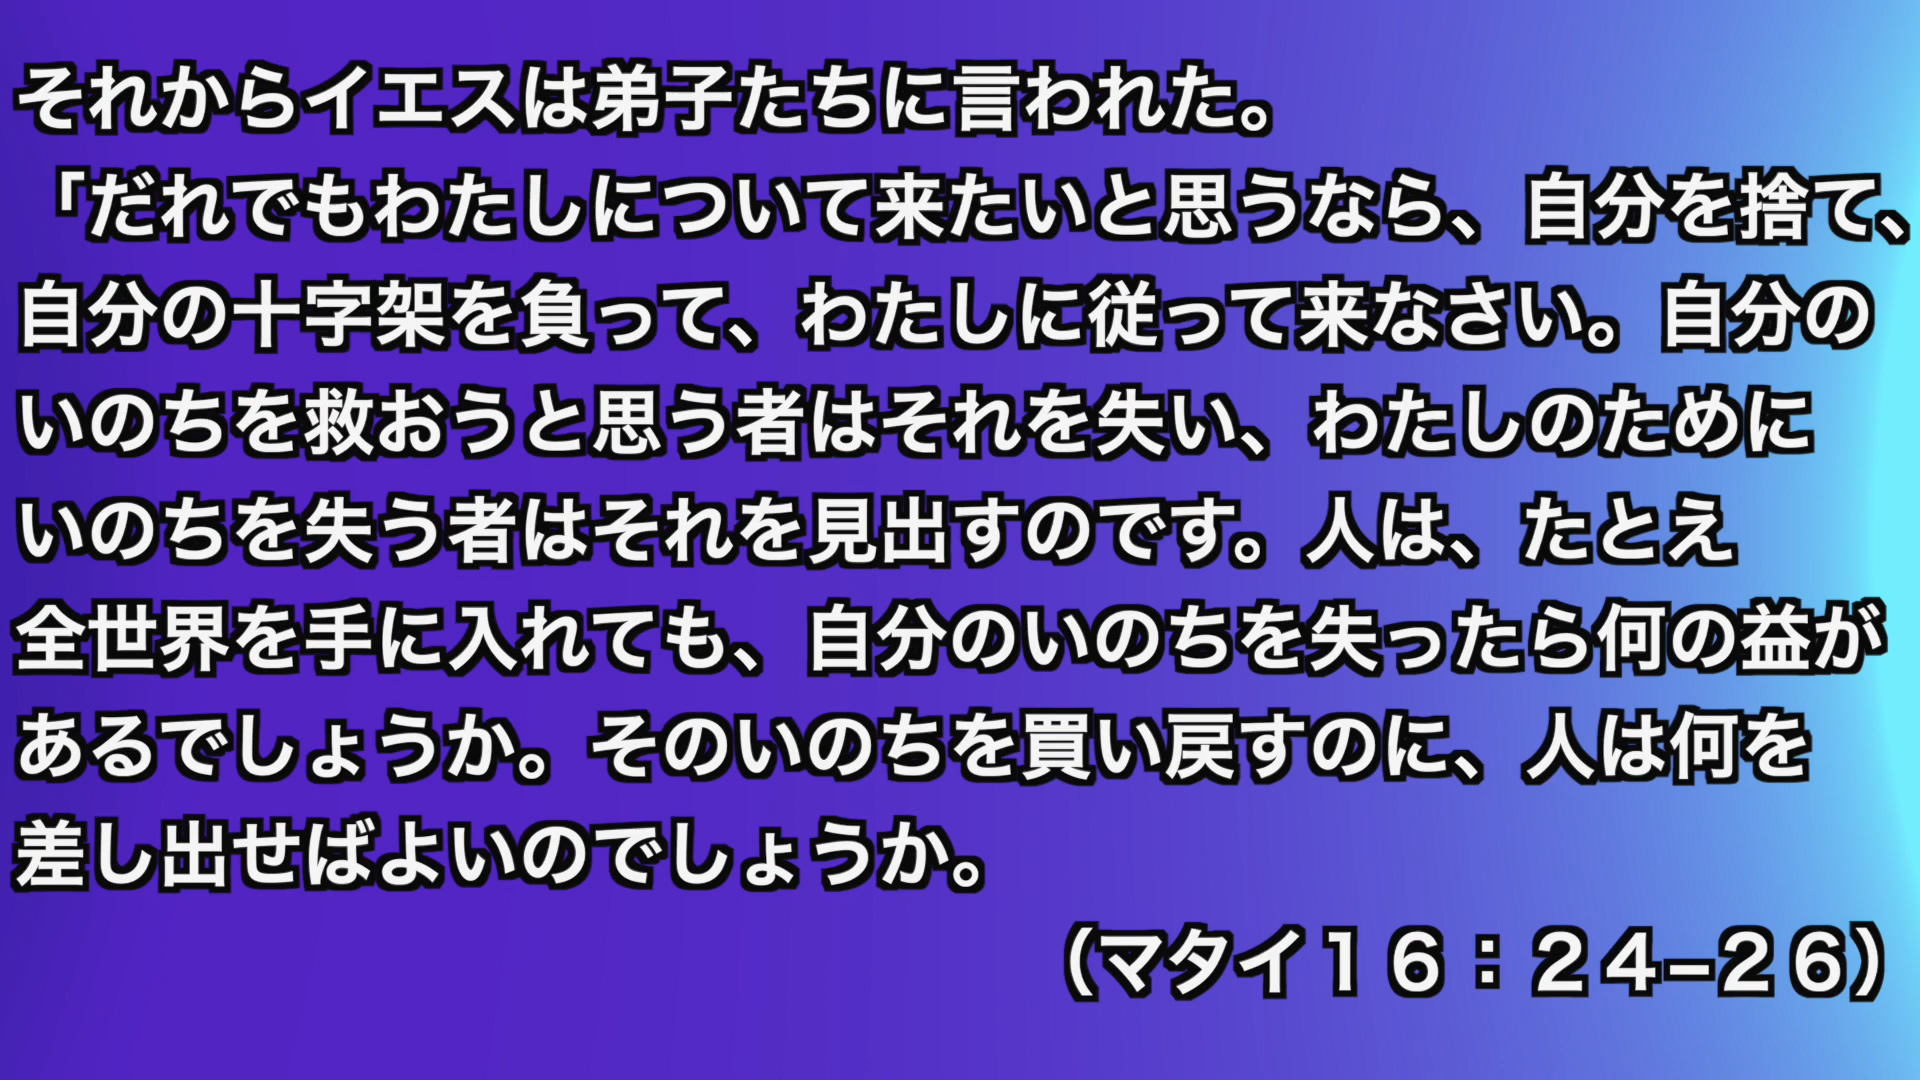 それからイエスは弟子たちに言われた。
「だれでもわたしについて来たいと思うなら、自分を捨て、
自分の十字架を負って、わたしに従って来なさい。自分の
いのちを救おうと思う者はそれを失い、わたしのために
いのちを失う者はそれを見出すのです。人は、たとえ
全世界を手に入れても、自分のいのちを失ったら何の益が
あるでしょうか。そのいのちを買い戻すのに、人は何を
差し出せばよいのでしょうか。
（マタイ１６：２４−２６）